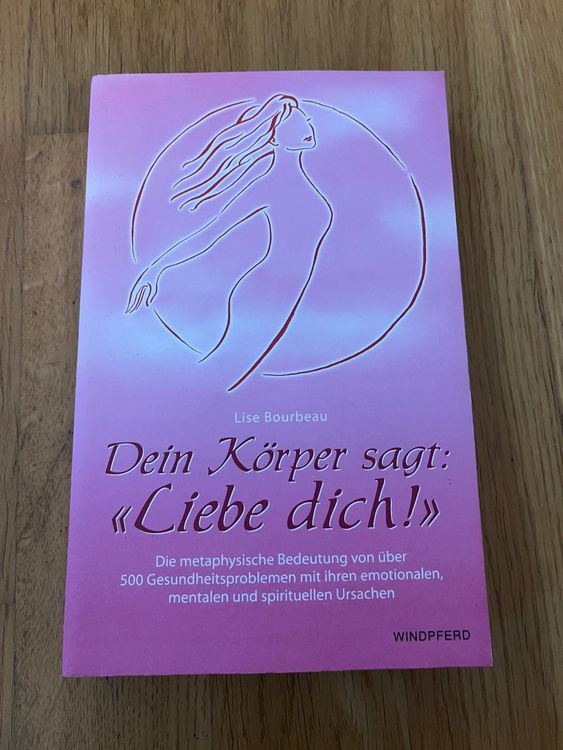 Lise Bourbeau
Dein Körper sagt:
«Liebe dich!»
Die metaphysische Bedeutung von über
500 Gesundheitsproblemen mit ihren emotionalen,
mentalen und spirituellen Ursachen
WINDPFERD